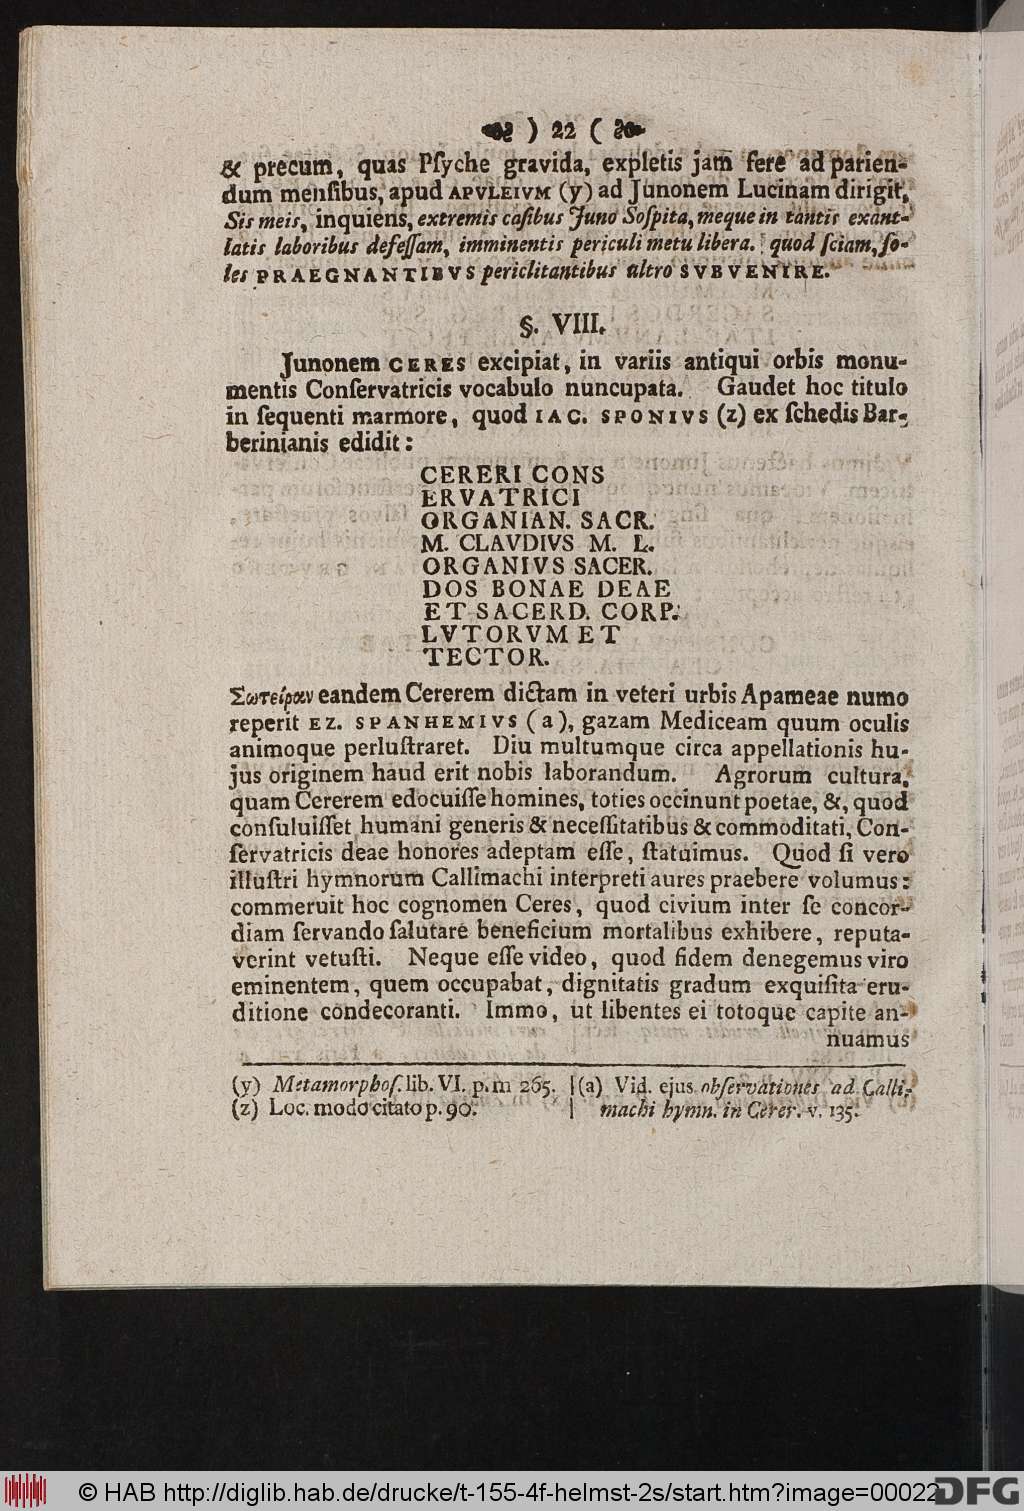 ) 22 (
& precum, quas Pſyche gravida, expletis jam fere ad parien-
dum menſibus, apud APVLEIVM (y) ad Junonem Lucinam dirigit,
Sis meis, inquiens, extremis caſibus Juno Soſpita, meque in tantis exant-
latis laboribus defeſſam, imminentis periculi metu libera. quod ſciam, ſo-
les PRAEGNANTIBVS periclitantibus ultro SVBVENIRE.
§. VIII.
Junonem CERES excipiat, in variis antiqui orbis monu-
mentis Conſervatricis vocabulo nuncupata. Gaudet hoc titulo
in ſequenti marmore, quod IAC. SPONIVS (z) ex ſchedis Bar-
berinianis edidit:
CERERI CONS
ERVATRICI
ORGANIAN. SACR.
M. CLAVDIVS M. L.
ORGANIVS SACER.
DOS BONAE DEAE
ET SACERD. CORP.
LVTORVM ET
TECTOR.
Σωτείραν eandem Cererem dictam in veteri urbis Apameae numo
reperit EZ. SPANHEMIVS (a), gazam Mediceam quum oculis
animoque perluſtraret. Diu multumque circa appellationis hu-
jus originem haud erit nobis laborandum. Agrorum cultura,
quam Cererem edocuiſſe homines, toties occinunt poetae, &, quod
conſuluiſſet humani generis & neceſſitatibus & commoditati, Con-
ſervatricis deae honores adeptam eſſe, ſtatuimus. Quod ſi vero
illuſtri hymnorum Callimachi interpreti aures praebere volumus:
commeruit hoc cognomen Ceres, quod civium inter ſe concor-
diam ſervando ſalutare beneficium mortalibus exhibere, reputa-
verint vetuſti. Neque eſſe video, quod fidem denegemus viro
eminentem, quem occupabat, dignitatis gradum exquiſita eru-
ditione condecoranti. Immo, ut libentes ei totoque capite an-
nuamus
(y) Metamorphoſ. lib. VI. p. m 265.
(z) Loc. modo citato p. 90.
(a) Vid. ejus obſervationes ad Calli-
machi hymn. in Cerer. v. 135.
© HAB http://diglib.hab.de/drucke/t-155-4f-helmst-2s/start.htm?image=00022
DFG